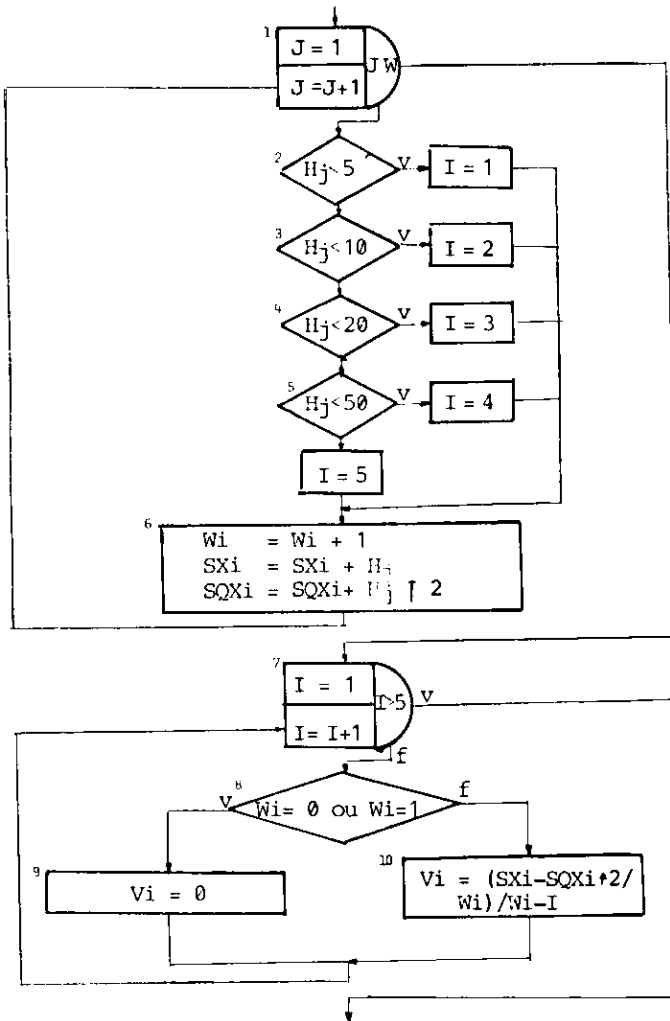 1
J = 1
J =J+1
J W
2
Hj 5 V
I = 1
3
Hj<10 V
I = 2
4
Hj<20 V
I = 3
5
Hj<50 V
I = 4
I = 5
6
Wi = Wi + 1
SXi = SXi + Hj
SQXi = SQXi+ Hj ↑ 2
7
I = 1
I= I+1
I>5 V
f
8
V Wi= 0 ou Wi=1 f
9
Vi = 0
10
Vi = (SXi-SQXi↑2/
Wi)/Wi-I